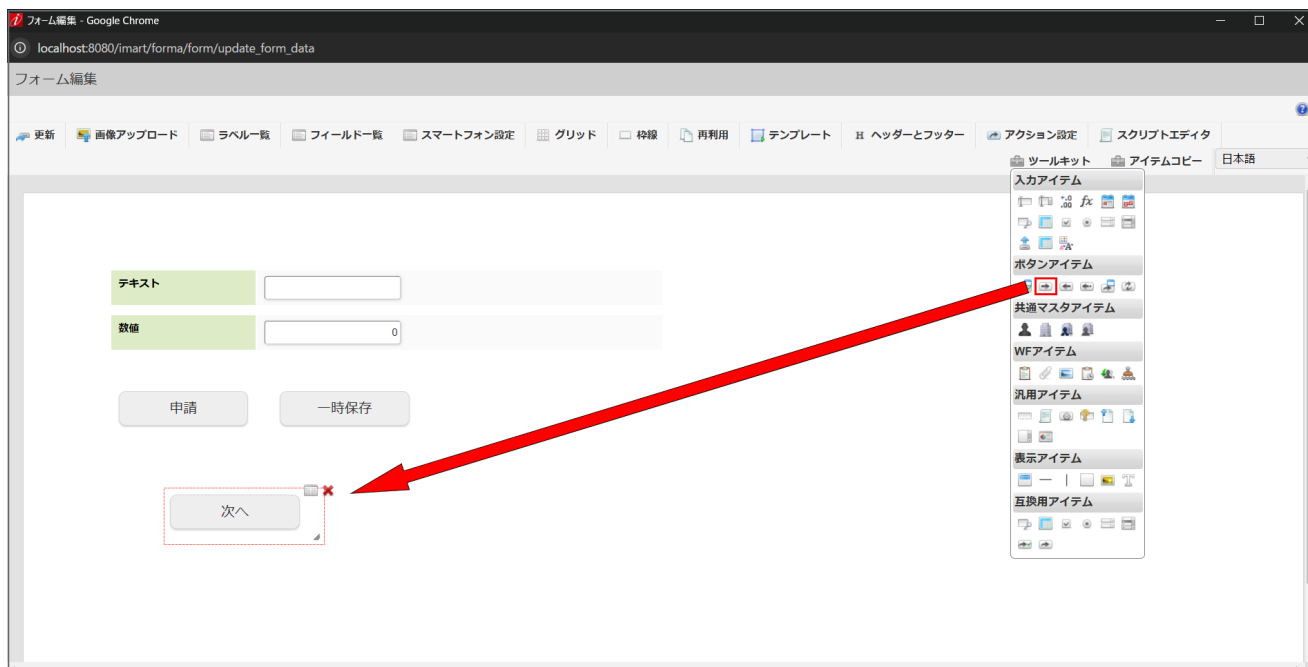 フォーム編集 - Google Chrome
localhost:8080/imart/forma/form/update_form_data
フォーム編集
更新 画像アップロード ラベル一覧 フィールド一覧 スマートフォン設定 グリッド 枠線 再利用 テンプレート H ヘッダーとフッター アクション設定 スクリプトエディタ
ツールキット アイテムコピー 日本語
入力アイテム
fx
ボタンアイテム
テキスト
共通マスタアイテム
数値 0
WFアイテム
汎用アイテム
申請 一時保存
表示アイテム
T
互換用アイテム
次へ